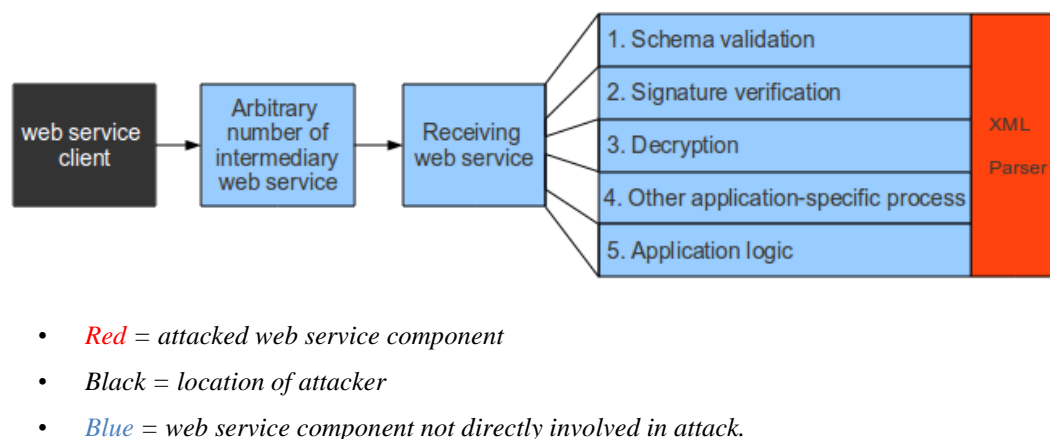 web service
client
Arbitrary
number of
intermediary
web service
Receiving
web service
1. Schema validation
2. Signature verification
3. Decryption
4. Other application-specific process
5. Application logic
XML
Parser
• Red = attacked web service component
• Black = location of attacker
• Blue = web service component not directly involved in attack.